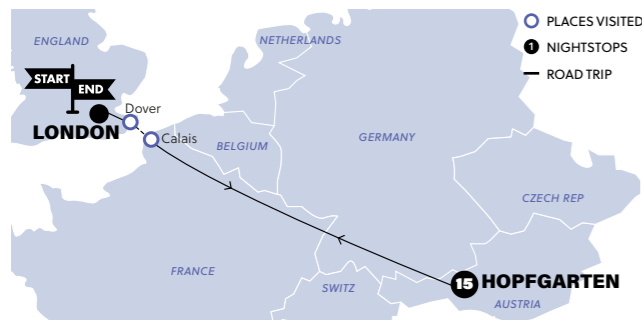 PLACES VISITED
1 NIGHTSTOPS
ROAD TRIP
ENGLAND
NETHERLANDS
START
END
LONDON
Dover
Calais
BELGIUM
GERMANY
CZECH REP
FRANCE
SWITZ
15 HOPFGARTEN
AUSTRIA